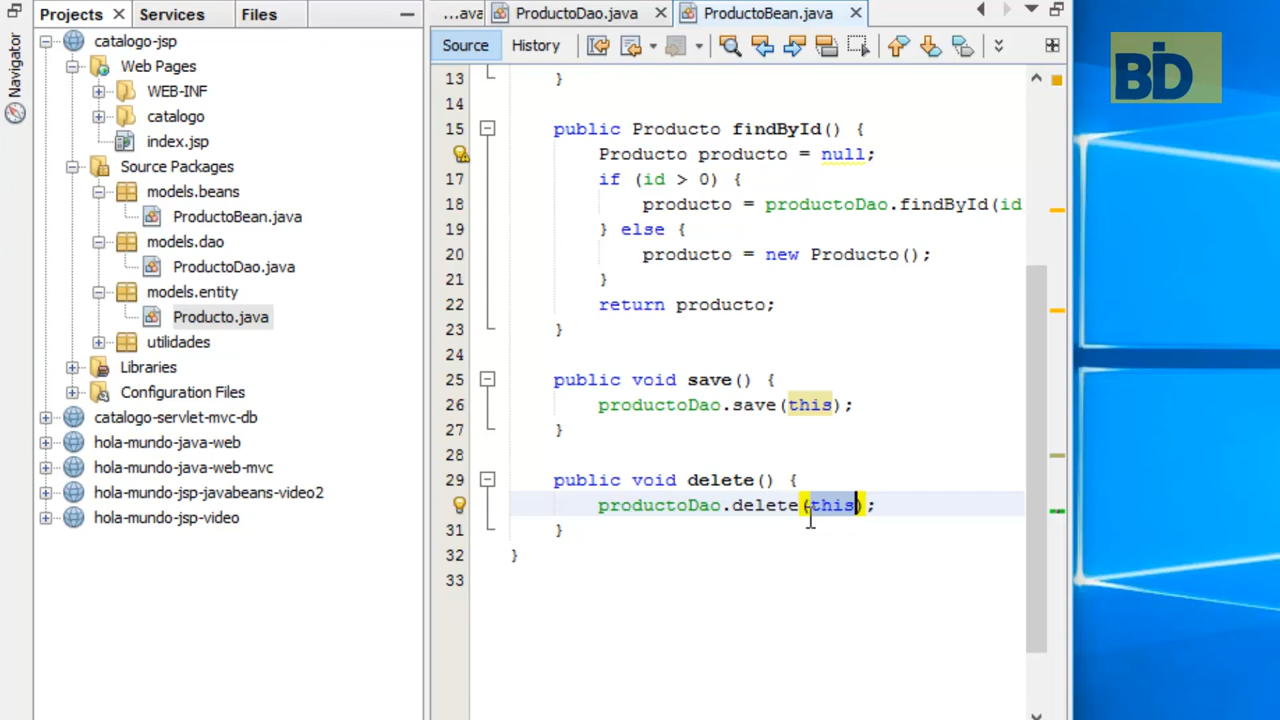 Projects
Services
Files
...ava
ProductoDao.java
ProductoBean.java
Source
History
BID
Navigator
catalogo-jsp
Web Pages
WEB-INF
catalogo
index.jsp
Source Packages
models.beans
ProductoBean.java
models.dao
ProductoDao.java
models.entity
Producto.java
utilidades
Libraries
Configuration Files
catalogo-servlet-mvc-db
hola-mundo-java-web
hola-mundo-java-web-mvc
hola-mundo-jsp-javabeans-video2
hola-mundo-jsp-video
13 }
14
15 public Producto findById() {
Producto producto = null;
17 if (id > 0) {
18 producto = productoDao.findById(id
19 } else {
20 producto = new Producto();
21 }
22 return producto;
23 }
24
25 public void save() {
26 productoDao.save(this);
27 }
28
29 public void delete() {
productoDao.delete(this);
31 }
32 }
33